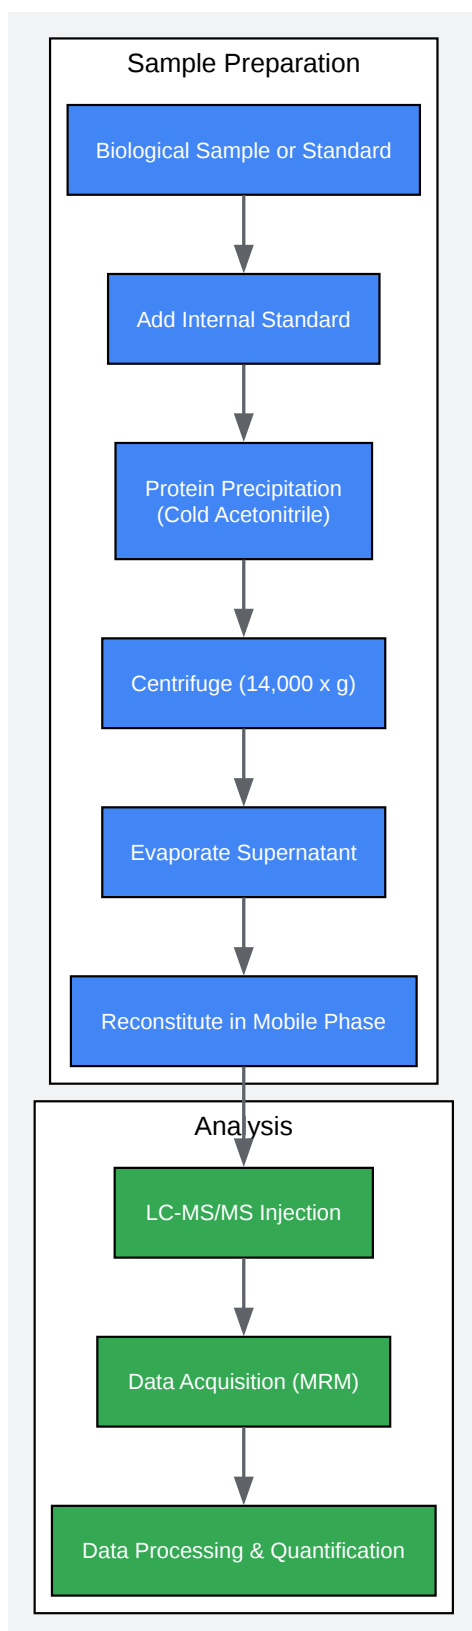 Sample Preparation
Biological Sample or Standard
Add Internal Standard
Protein Precipitation
(Cold Acetonitrile)
Centrifuge (14,000 x g)
Evaporate Supernatant
Reconstitute in Mobile Phase
Analysis
LC-MS/MS Injection
Data Acquisition (MRM)
Data Processing & Quantification